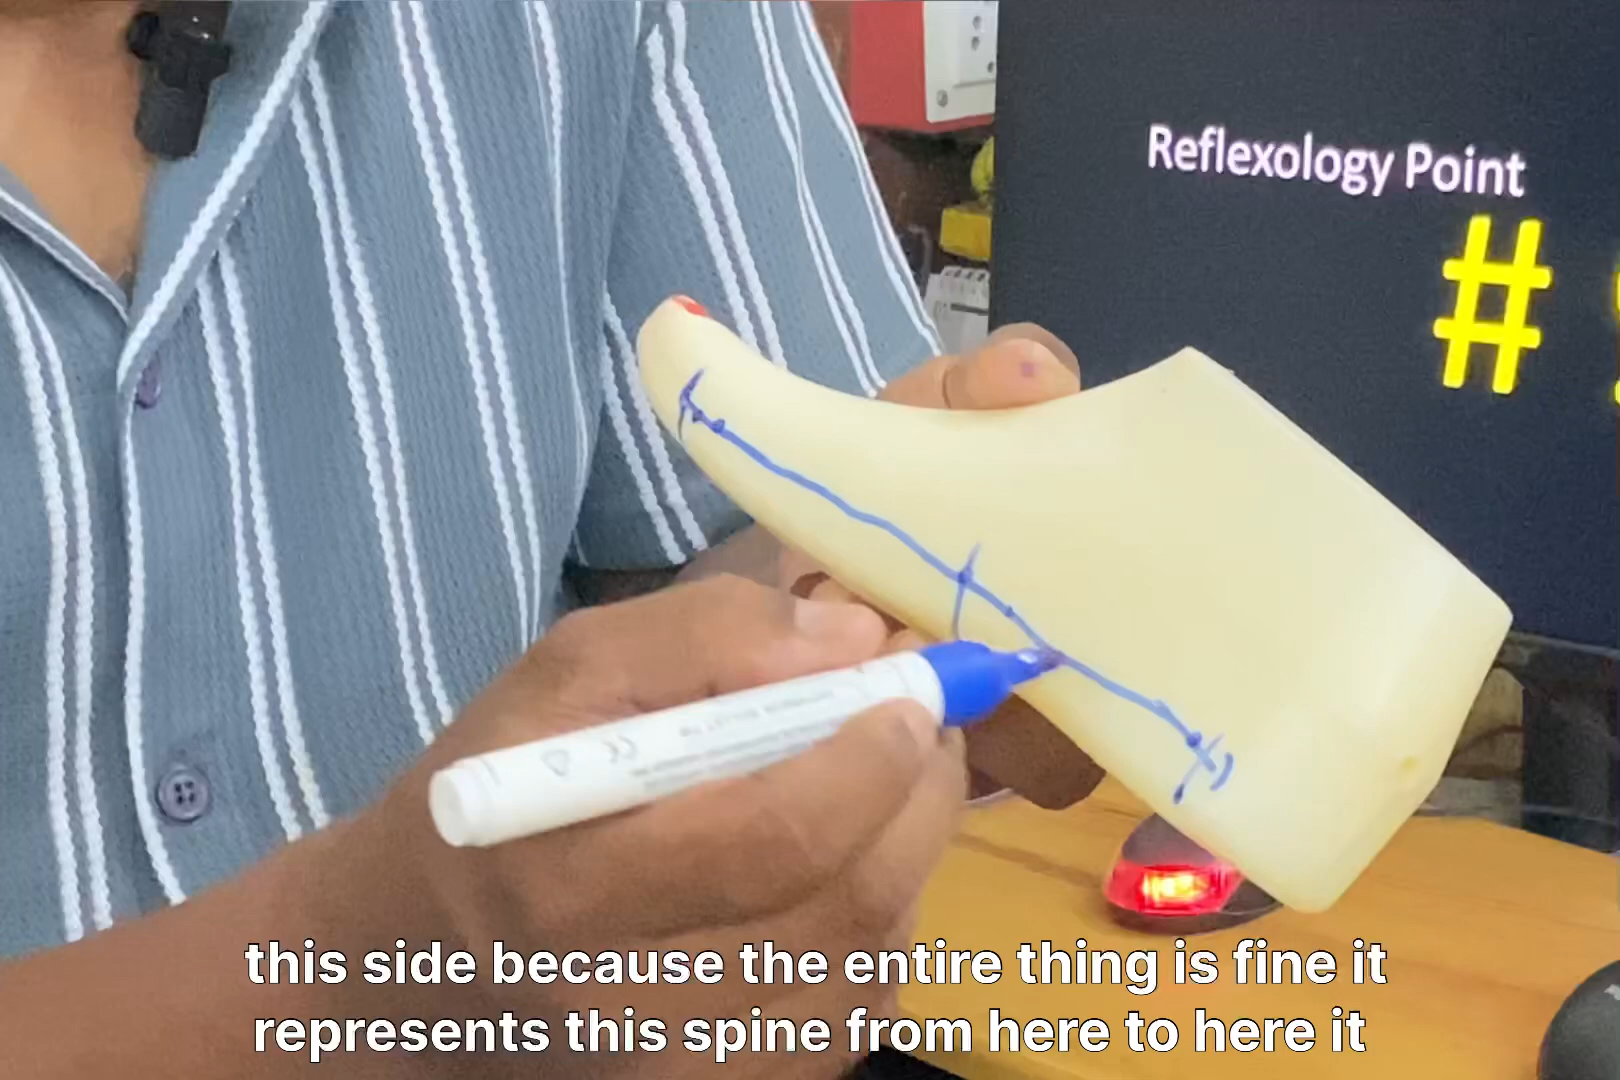 Reflexology Point
#
this side because the entire thing is fine it
represents this spine from here to here it